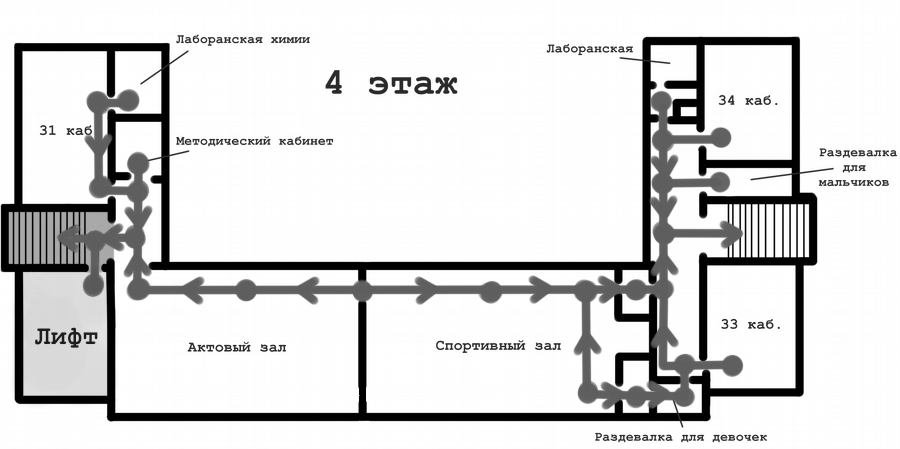 Лаборанская химии
4 этаж
Лаборанская
31 каб
34 каб.
Методический кабинет
Раздевалка
для
мальчиков
Лифт
Актовый зал
Спортивный зал
33 каб.
Раздевалка для девочек